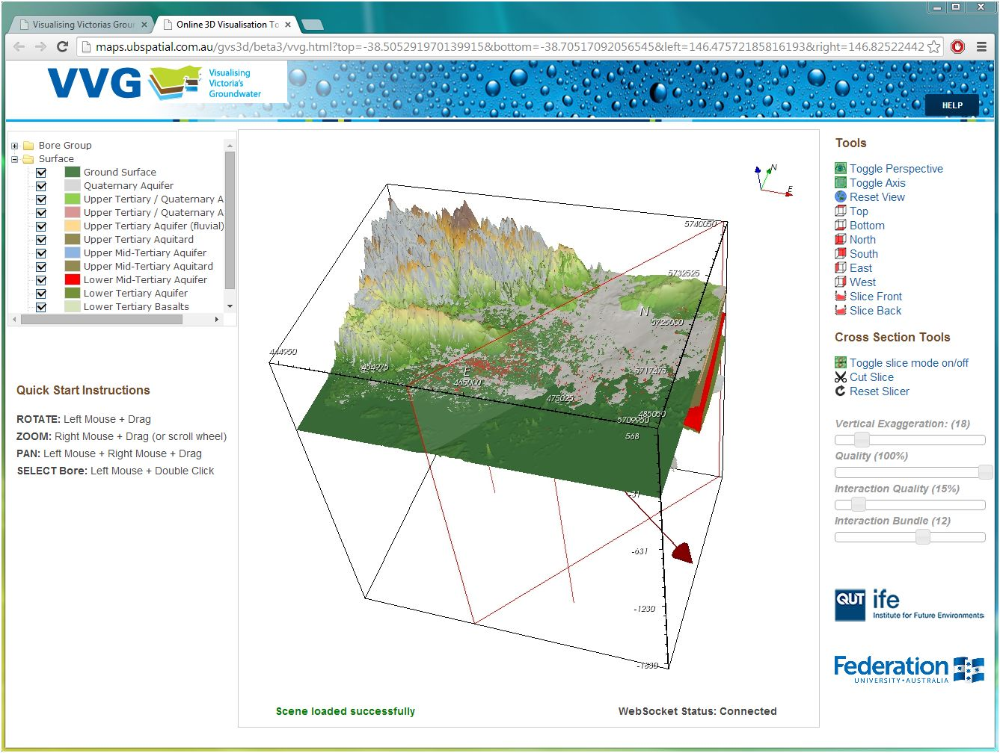 Visualising Victorias Grour
Online 3D Visualisation To
maps.ubspatial.com.au/gvs3d/beta3/vvg.html?top=-38.505291970139915&bottom=-38.70517092056545&left=146.47572185816193&right=146.82522442
VVG
Visualising
Victoria's
Groundwater
HELP
Bore Group
Surface
Ground Surface
Quaternary Aquifer
Upper Tertiary / Quaternary A
Upper Tertiary / Quaternary A
Upper Tertiary Aquifer (fluvial)
Upper Tertiary Aquitard
Upper Mid-Tertiary Aquifer
Upper Mid-Tertiary Aquitard
Lower Mid-Tertiary Aquifer
Lower Tertiary Aquifer
Lower Tertiary Basalts
Quick Start Instructions
ROTATE: Left Mouse + Drag
ZOOM: Right Mouse + Drag (or scroll wheel)
PAN: Left Mouse + Right Mouse + Drag
SELECT Bore: Left Mouse + Double Click
N
E
5740050
5732525
N
5725000
444950
454975
E
465000
5717475
475025
485050
5709950
568
-31
-631
-1230
-1830
Scene loaded successfully
WebSocket Status: Connected
Tools
Toggle Perspective
Toggle Axis
Reset View
Top
Bottom
North
South
East
West
Slice Front
Slice Back
Cross Section Tools
Toggle slice mode on/off
Cut Slice
Reset Slicer
Vertical Exaggeration: (18)
Quality (100%)
Interaction Quality (15%)
Interaction Bundle (12)
QUT
ife
Institute for Future Environments
Federation
UNIVERSITY • AUSTRALIA